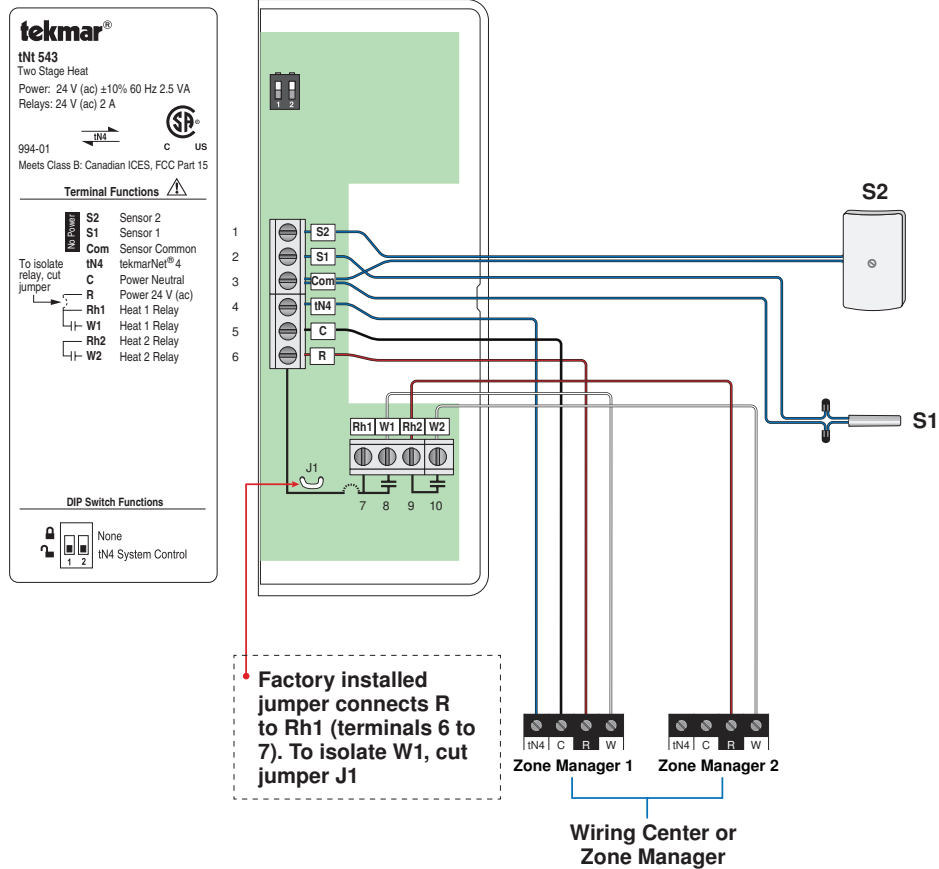 tekmar®
tNt 543
Two Stage Heat
Power: 24 V (ac) ±10% 60 Hz 2.5 VA
Relays: 24 V (ac) 2 A
tN4
SA®
C US
994-01
Meets Class B: Canadian ICES, FCC Part 15
Terminal Functions
No Power
S2 Sensor 2
S1 Sensor 1
Com Sensor Common
tN4 tekmarNet®4
C Power Neutral
R Power 24 V (ac)
Rh1 Heat 1 Relay
W1 Heat 1 Relay
Rh2 Heat 2 Relay
W2 Heat 2 Relay
To isolate
relay, cut
jumper
DIP Switch Functions
None
tN4 System Control
1 2
1 2
1 S2
2 S1
3 Com
4 tN4
5 C
6 R
Rh1 W1 Rh2 W2
J1
7 8 9 10
S2
S1
Factory installed
jumper connects R
to Rh1 (terminals 6 to
7). To isolate W1, cut
jumper J1
tN4 C R W
Zone Manager 1
tN4 C R W
Zone Manager 2
Wiring Center or
Zone Manager